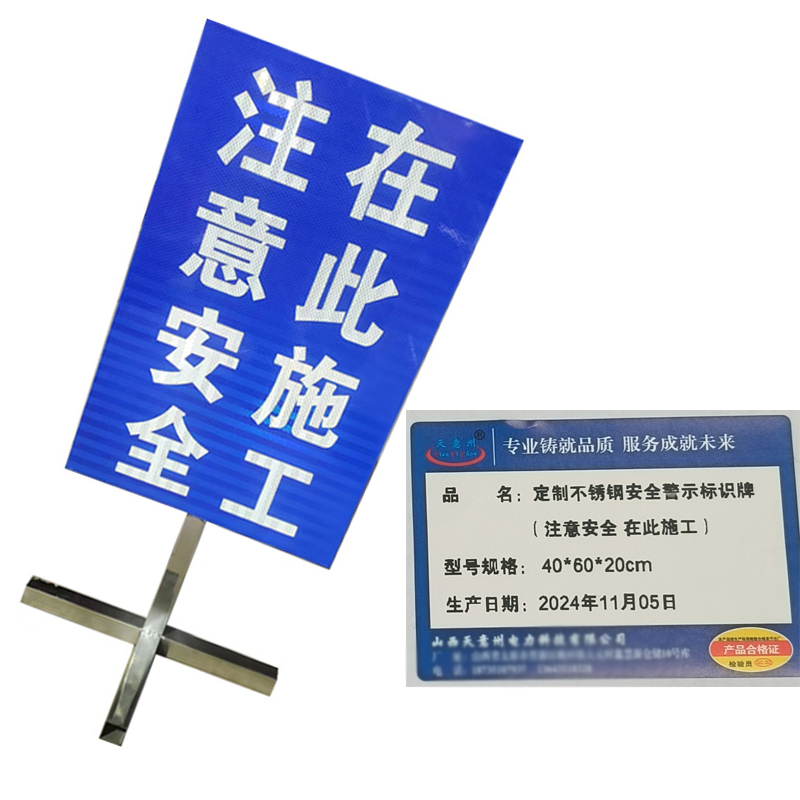 在此施工
注意安全
天意州®
专业铸就品质 服务成就未来
品 名：定制不锈钢安全警示标识牌
（注意安全 在此施工）
型号规格：40*60*20cm
生产日期：2024年11月05日
山西天意州电力科技有限公司
产品合格证
检验员